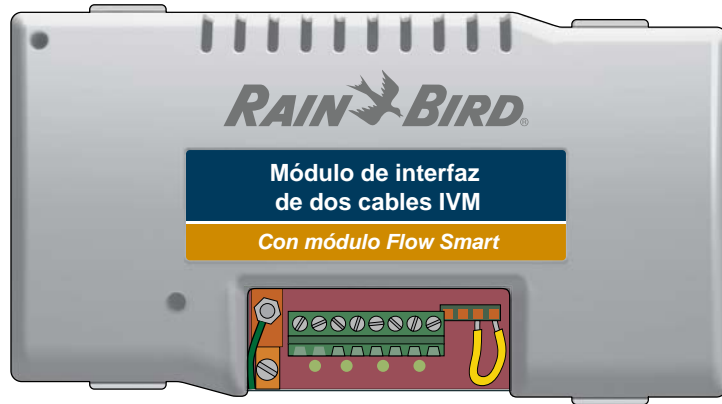 RAIN BIRD®
Módulo de interfaz
de dos cables IVM
Con módulo Flow Smart